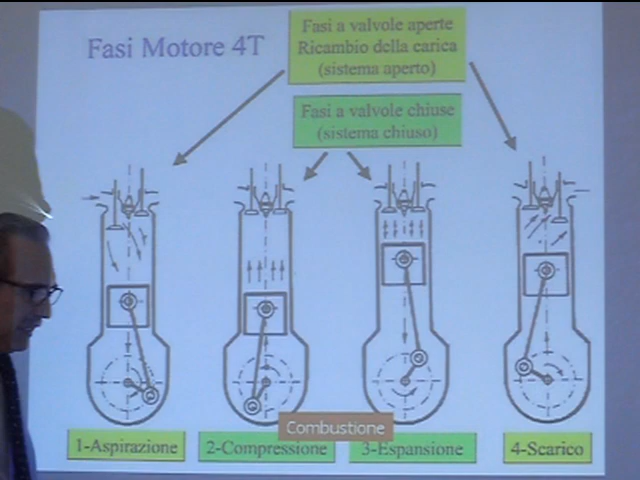 Fasi Motore 4T
Fasi a valvole aperte
Ricambio della carica
(sistema aperto)
Fasi a valvole chiuse
(sistema chiuso)
Combustione
1-Aspirazione
2-Compressione
3-Espansione
4-Scarico